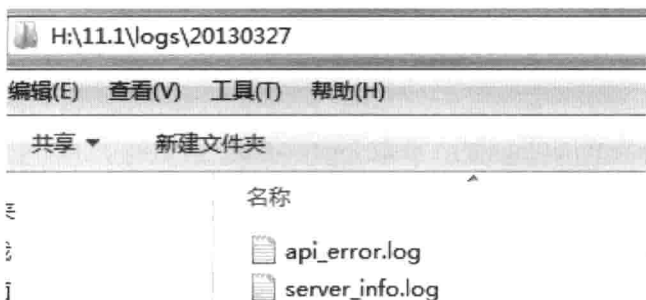 H:\11.1\logs\20130327
编辑(E) 查看(V) 工具(T) 帮助(H)
共享 新建文件夹
名称
api_error.log
server_info.log